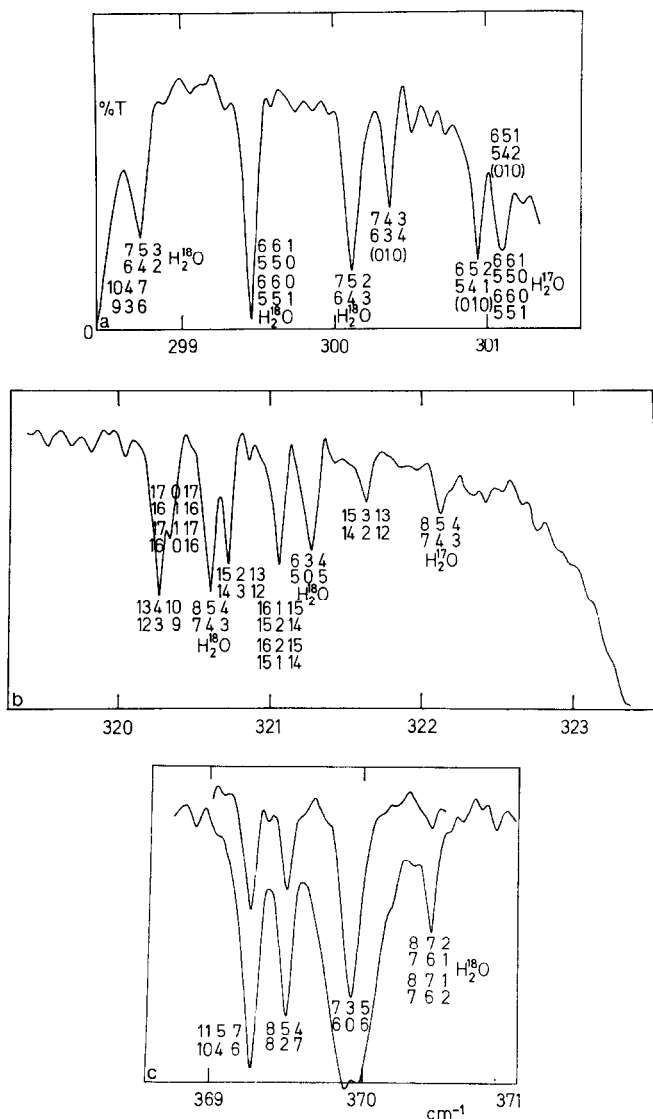 %T
6 5 1
5 4 2
(010)
7 5 3
6 4 2
H₂¹⁸O
10 4 7
9 3 6
6 6 1
5 5 0
6 6 0
5 5 1
H₂¹⁸O
7 5 2
6 4 3
H₂¹⁸O
7 4 3
6 3 4
(010)
6 5 2
5 4 1
(010)
6 6 1
5 5 0
6 6 0
5 5 1
H₂¹⁷O
0
a
299 300 301
17 0 17
16 1 16
17 1 17
16 0 16
13 4 10
12 3 9
8 5 4
7 4 3
H₂¹⁸O
15 2 13
14 3 12
16 1 15
15 2 14
16 2 15
15 1 14
6 3 4
5 0 5
H₂¹⁸O
15 3 13
14 2 12
8 5 4
7 4 3
H₂¹⁷O
b
320 321 322 323
11 5 7
10 4 6
8 5 4
8 2 7
7 3 5
6 0 6
8 7 2
7 6 1
8 7 1
7 6 2
H₂¹⁸O
c
369 370 371
cm⁻¹